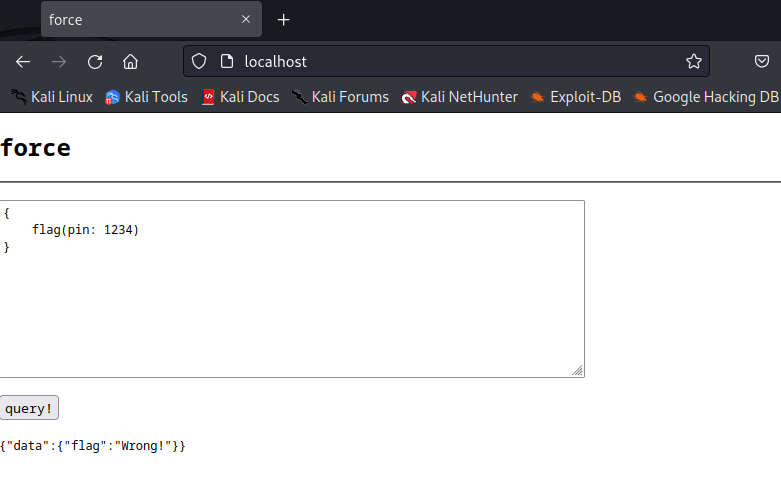 force
localhost
Kali Linux Kali Tools Kali Docs Kali Forums Kali NetHunter Exploit-DB Google Hacking DB
force
{
    flag(pin: 1234)
}
query!
{"data":{"flag":"Wrong!"}}